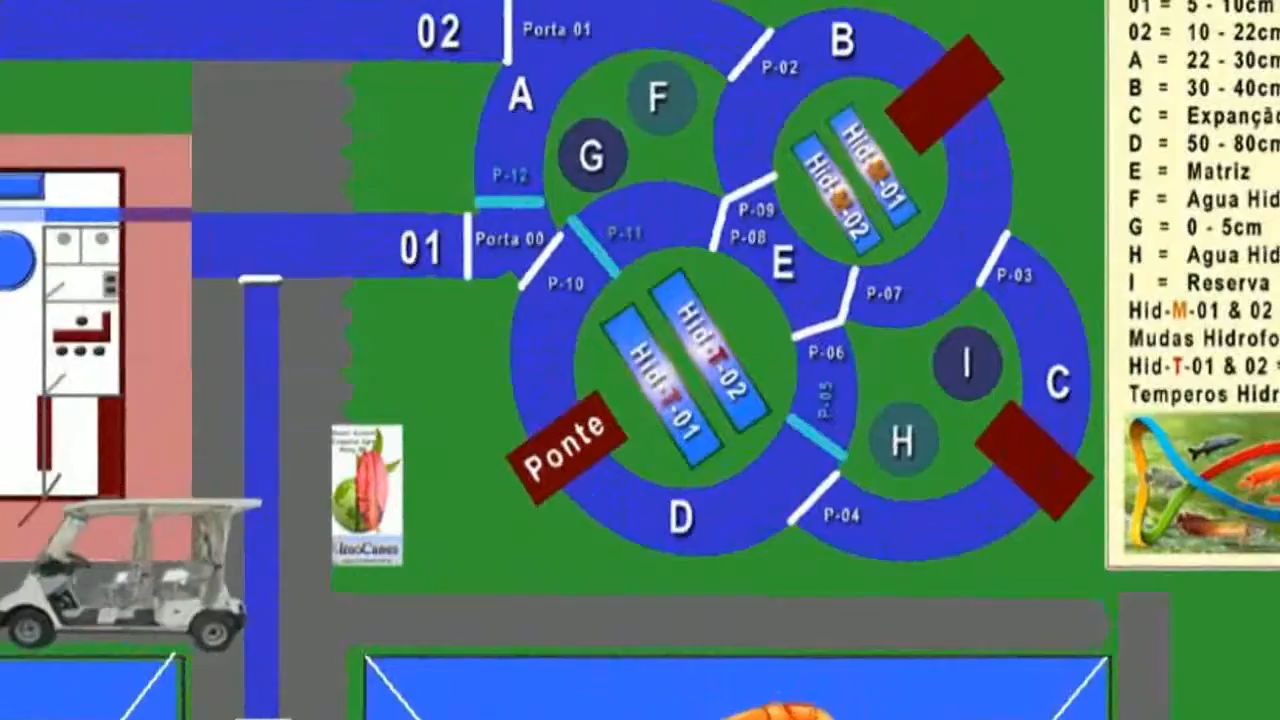 02
Porta 01
A
F
G
P-12
P-02
B
Hid-M-01
Hid-M-02
P-09
P-08
E
P-11
01
Porta 00
P-10
P-07
P-03
P-06
P-05
I
C
H
P-04
D
Hid-T-02
Hid-T-01
Ponte
01 = 5 - 10cm
02 = 10 - 22cm
A = 22 - 30cm
B = 30 - 40cm
C = Expanção
D = 50 - 80cm
E = Matriz
F = Agua Hid
G = 0 - 5cm
H = Agua Hid
I = Reserva
Hid-M-01 & 02
Mudas Hidrofo
Hid-T-01 & 02 =
Temperos Hidr